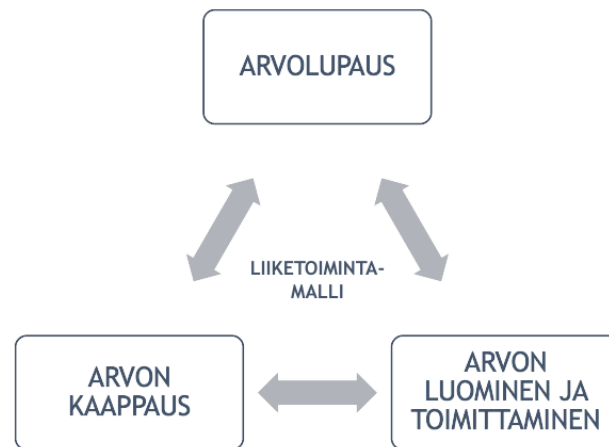 ARVOLUPAUS
LIIKETOIMINTA-
MALLI
ARVON
KAAPPAUS
ARVON
LUOMINEN JA
TOIMITTAMINEN